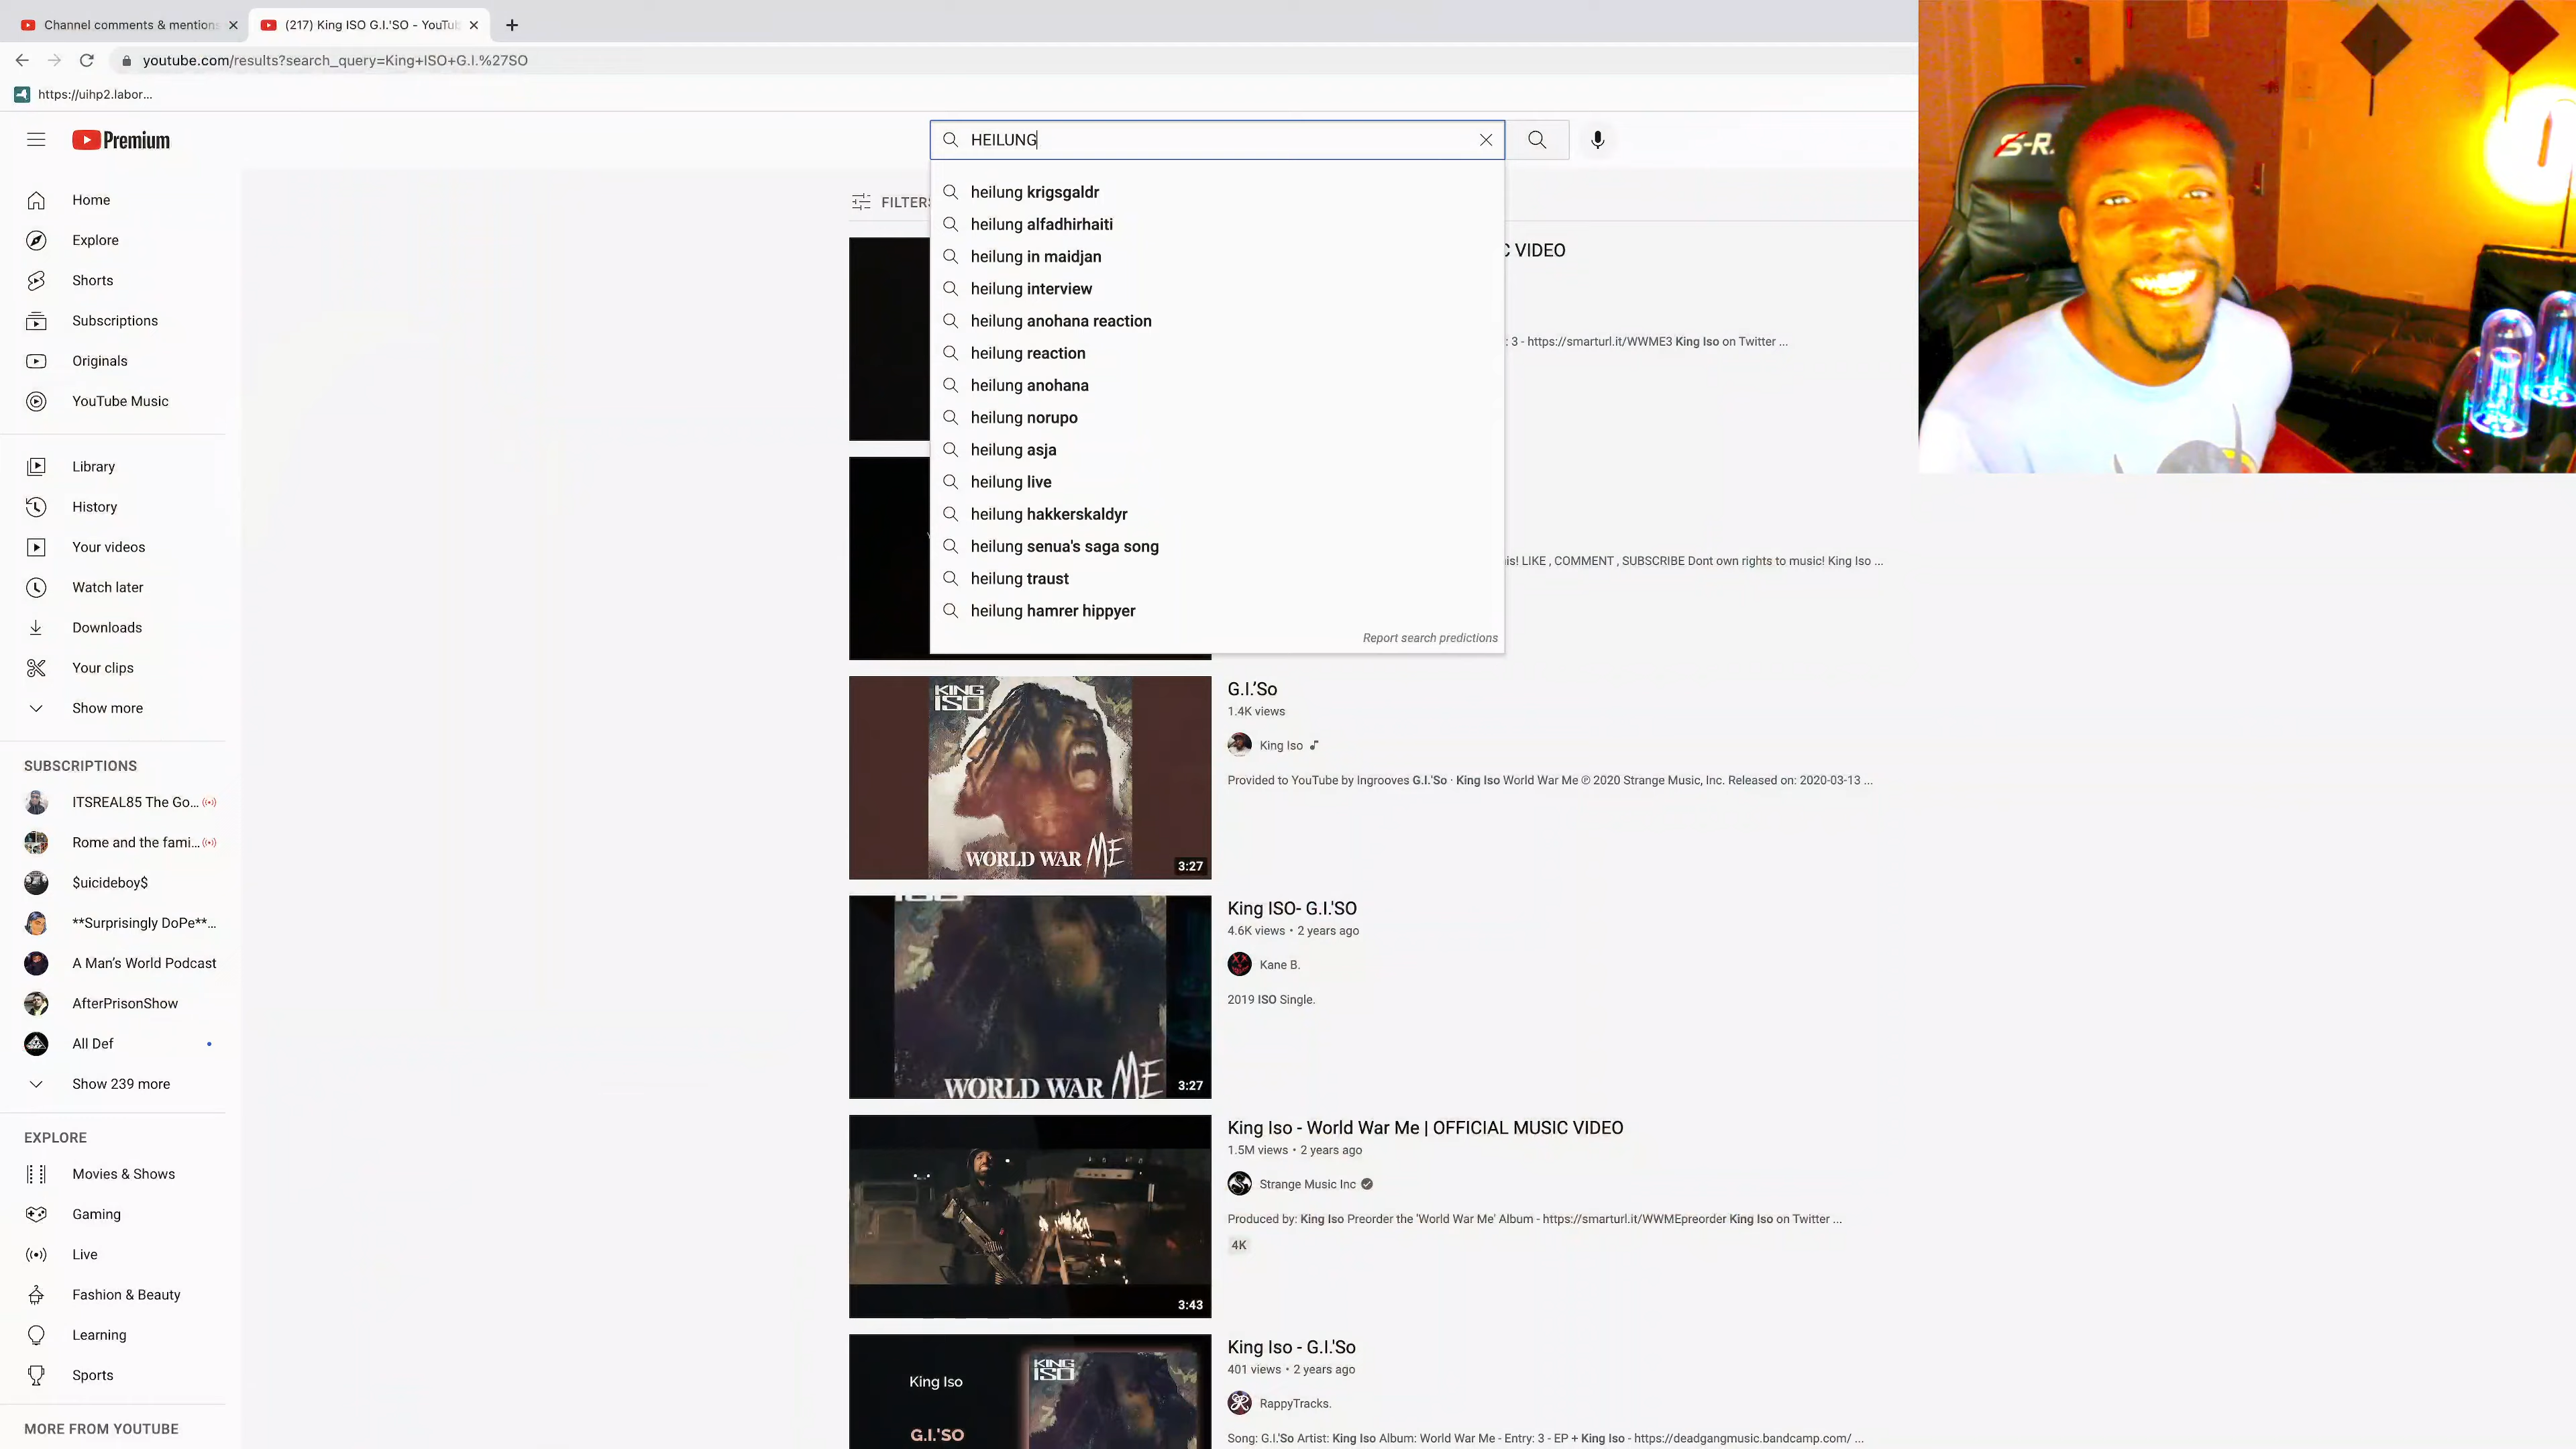 Channel comments & mentions
(217) King ISO G.I.'SO - YouTub
youtube.com/results?search_query=King+ISO+G.I.%27SO
https://uihp2.labor...
Premium
HEILUNG
heilung krigsgaldr
heilung alfadhirhaiti
heilung in maidjan
heilung interview
heilung anohana reaction
heilung reaction
heilung anohana
heilung norupo
heilung asja
heilung live
heilung hakkerskaldyr
heilung senua's saga song
heilung traust
heilung hamrer hippyer
Report search predictions
Home
Explore
Shorts
Subscriptions
Originals
YouTube Music
Library
History
Your videos
Watch later
Downloads
Your clips
Show more
SUBSCRIPTIONS
ITSREAL85 The Go...
Rome and the fami...
$uicideboy$
**Surprisingly DoPe**...
A Man's World Podcast
AfterPrisonShow
All Def
Show 239 more
EXPLORE
Movies & Shows
Gaming
Live
Fashion & Beauty
Learning
Sports
MORE FROM YOUTUBE
FILTERS
C VIDEO
: 3 - https://smarturl.it/WWME3 King Iso on Twitter ...
is! LIKE , COMMENT , SUBSCRIBE Dont own rights to music! King Iso ...
KING
ISO
WORLD WAR ME
3:27
G.I.'So
1.4K views
King Iso
Provided to YouTube by Ingrooves G.I.'So · King Iso World War Me ℗ 2020 Strange Music, Inc. Released on: 2020-03-13 ...
WORLD WAR ME
3:27
King ISO- G.I.'SO
4.6K views • 2 years ago
Kane B.
2019 ISO Single.
3:43
King Iso - World War Me | OFFICIAL MUSIC VIDEO
1.5M views • 2 years ago
Strange Music Inc
Produced by: King Iso Preorder the 'World War Me' Album - https://smarturl.it/WWMEpreorder King Iso on Twitter ...
4K
King Iso
G.I.'SO
KING
ISO
King Iso - G.I.'So
401 views • 2 years ago
RappyTracks.
Song: G.I.'So Artist: King Iso Album: World War Me - Entry: 3 - EP + King Iso - https://deadgangmusic.bandcamp.com/ ...
S-R.